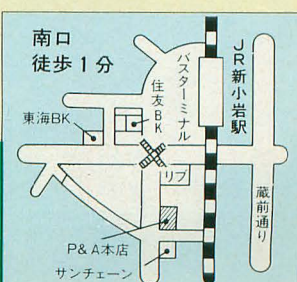 南口
徒歩1分
JR新小岩駅
バスターミナル
住友BK
東海BK
リブ
蔵前通り
P&A本店
サンチェーン